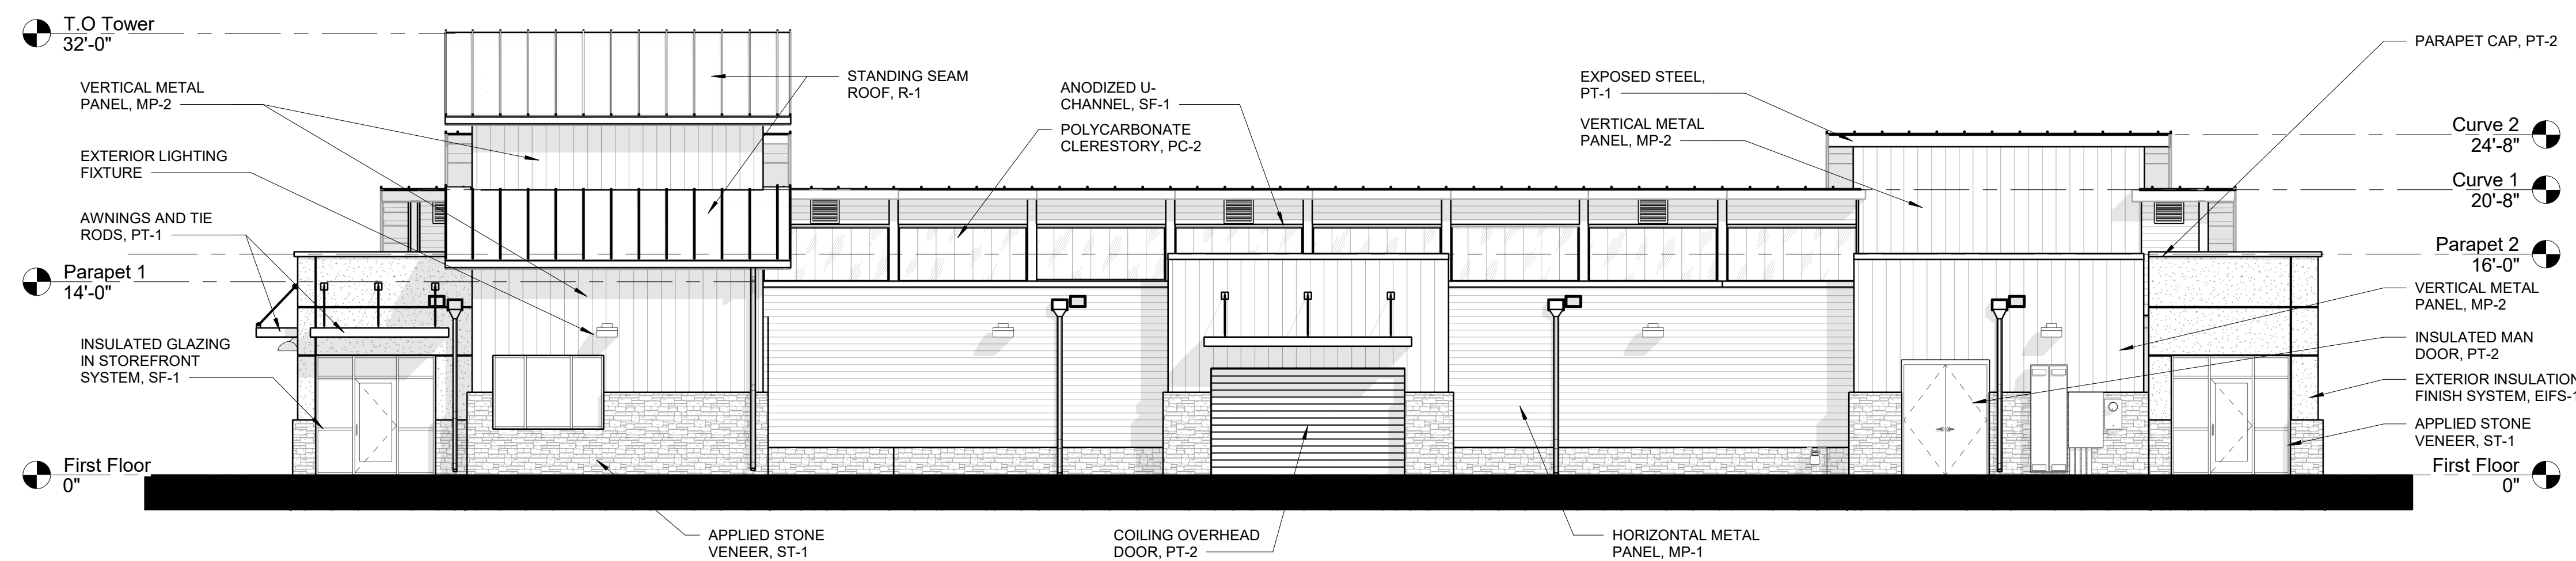 T.O Tower
32'-0"
VERTICAL METAL
PANEL, MP-2
EXTERIOR LIGHTING
FIXTURE
AWNINGS AND TIE
RODS, PT-1
Parapet 1
14'-0"
INSULATED GLAZING
IN STOREFRONT
SYSTEM, SF-1
First Floor
0"
STANDING SEAM
ROOF, R-1
ANODIZED U-
CHANNEL, SF-1
POLYCARBONATE
CLERESTORY, PC-2
EXPOSED STEEL,
PT-1
VERTICAL METAL
PANEL, MP-2
PARAPET CAP, PT-2
Curve 2
24'-8"
Curve 1
20'-8"
Parapet 2
16'-0"
VERTICAL METAL
PANEL, MP-2
INSULATED MAN
DOOR, PT-2
EXTERIOR INSULATION
FINISH SYSTEM, EIFS-1
APPLIED STONE
VENEER, ST-1
First Floor
0"
APPLIED STONE
VENEER, ST-1
COILING OVERHEAD
DOOR, PT-2
HORIZONTAL METAL
PANEL, MP-1